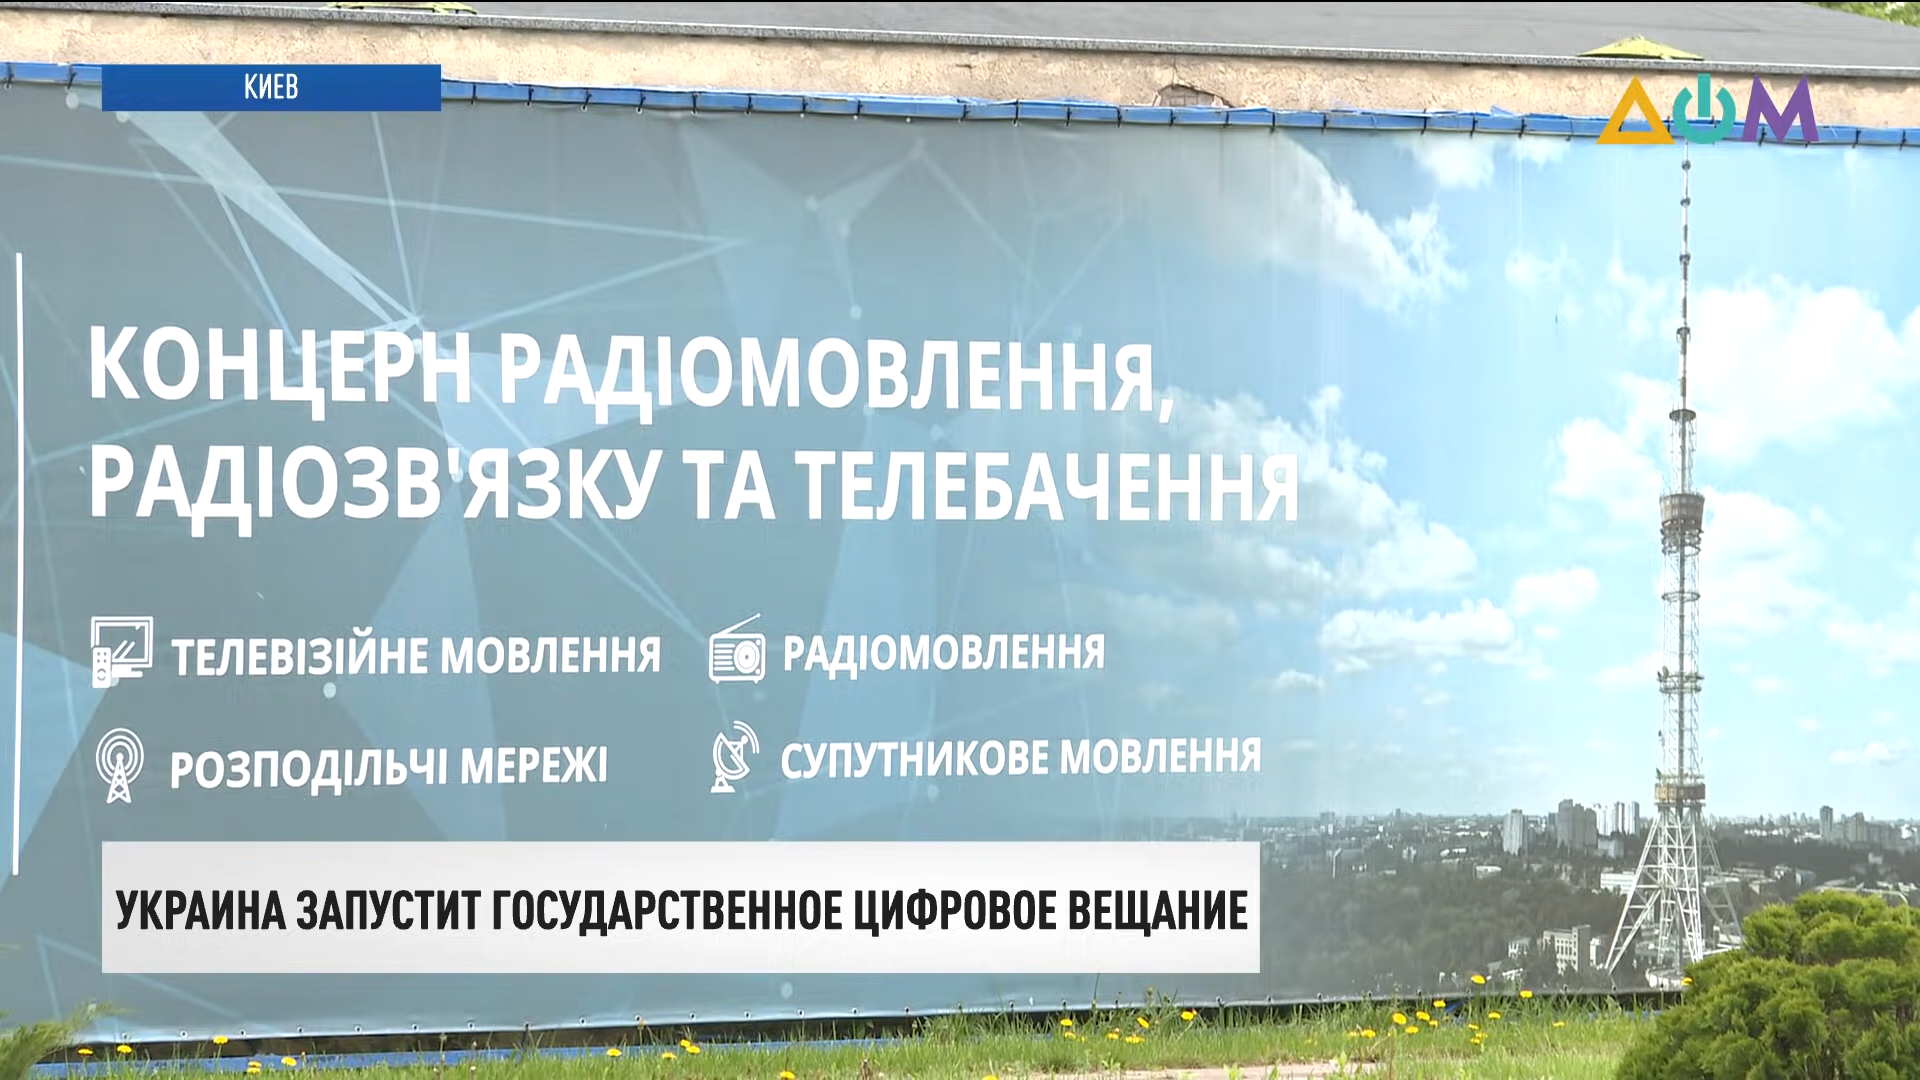 КИЕВ
ДОМ
КОНЦЕРН РАДІОМОВЛЕННЯ,
РАДІОЗВ'ЯЗКУ ТА ТЕЛЕБАЧЕННЯ
ТЕЛЕВІЗІЙНЕ МОВЛЕННЯ
РАДІОМОВЛЕННЯ
РОЗПОДІЛЬЧІ МЕРЕЖІ
СУПУТНИКОВЕ МОВЛЕННЯ
УКРАИНА ЗАПУСТИТ ГОСУДАРСТВЕННОЕ ЦИФРОВОЕ ВЕЩАНИЕ